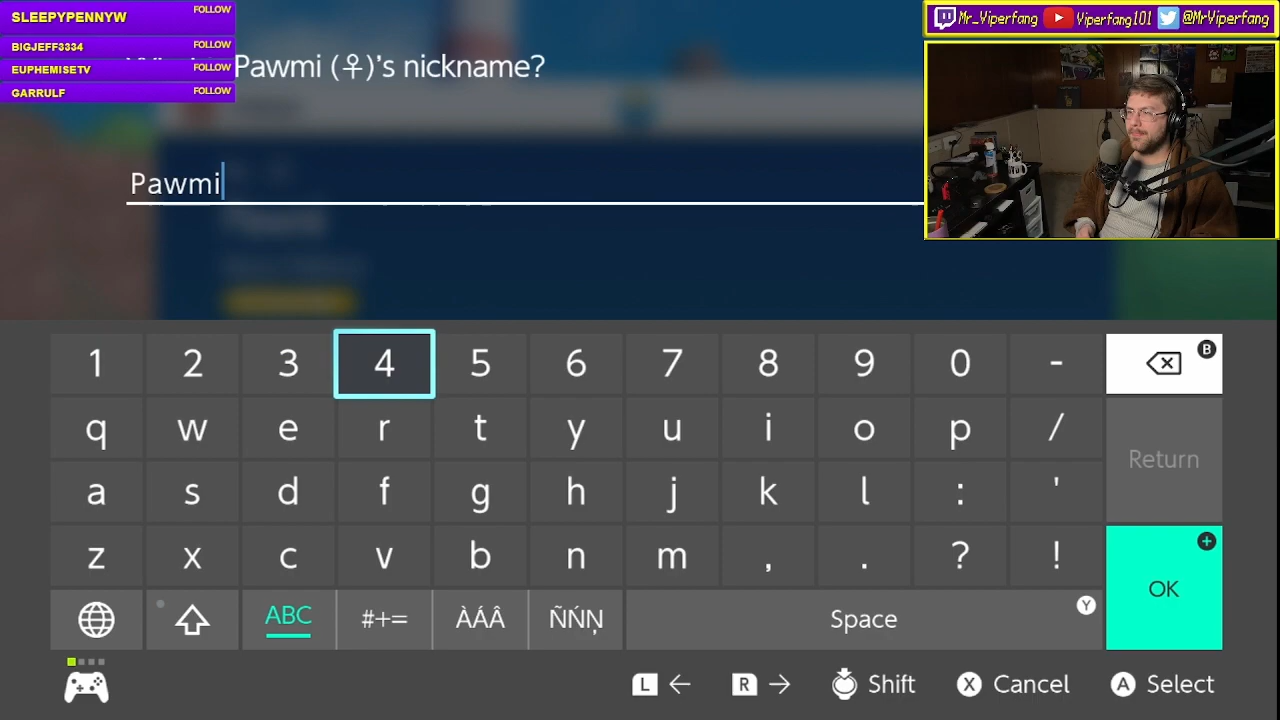 SLEEPYPENNYW FOLLOW
BIGJEFF3334 FOLLOW
EUPHEMISETV FOLLOW
GARRULF FOLLOW
Mr_Viperfang Viperfang101 @MrViperfang
Pawmi (♀)'s nickname?
Pawmi
1 2 3 4 5 6 7 8 9 0 - B
q w e r t y u i o p /
Return
a s d f g h j k l : '
z x c v b n m , . ? ! +
OK
ABC #+= ÀÁÂ ÑŃŅ Space Y
L ← R → Shift X Cancel A Select